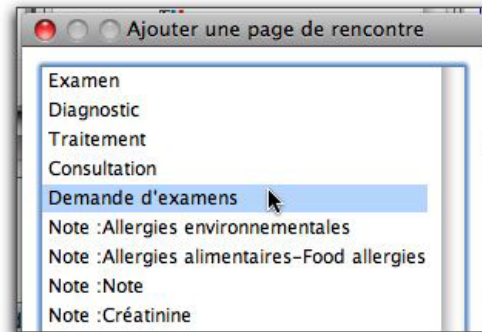 Ajouter une page de rencontre
Examen
Diagnostic
Traitement
Consultation
Demande d'examens
Note :Allergies environnementales
Note :Allergies alimentaires-Food allergies
Note :Note
Note :Créatinine